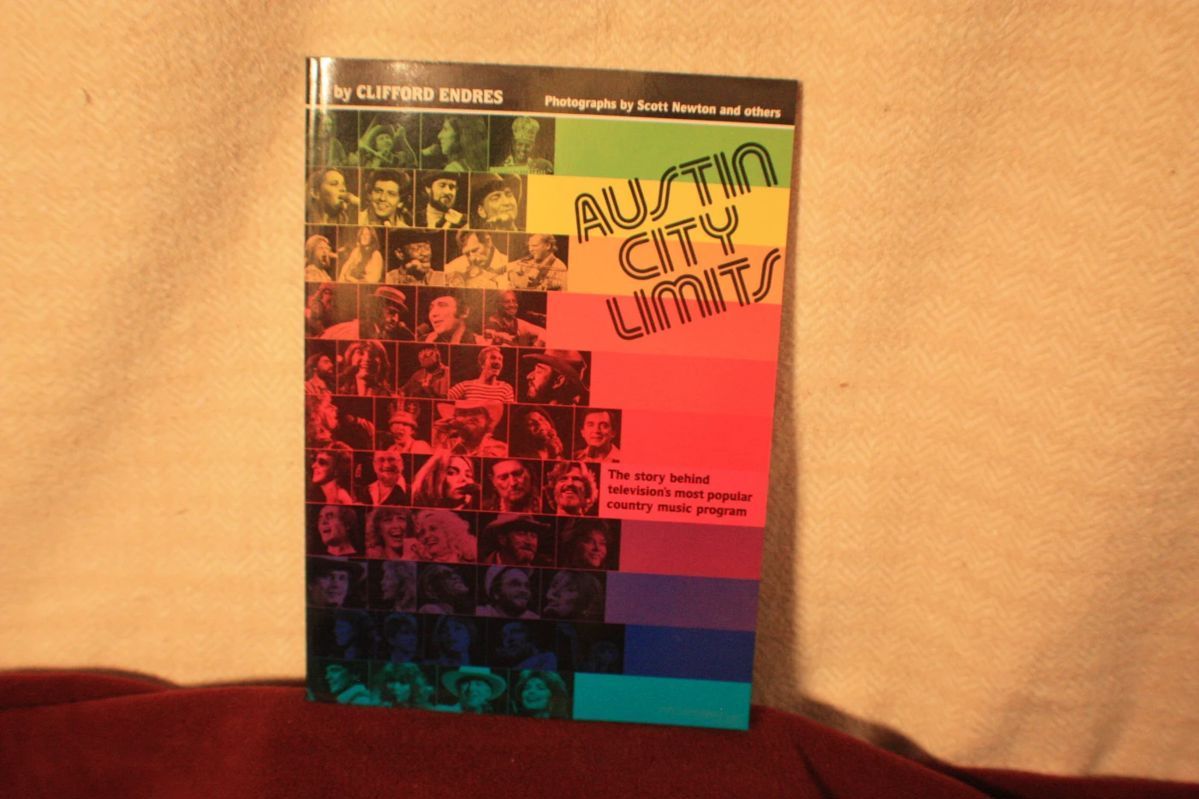 by CLIFFORD ENDRES
Photographs by Scott Newton and others
AUSTIN
CITY
LIMITS
The story behind
television's most popular
country music program